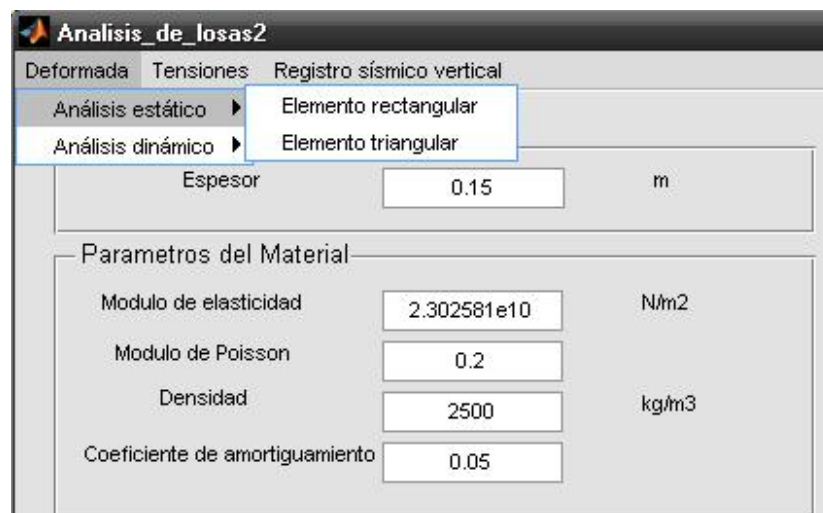 Analisis_de_losas2
Deformada Tensiones Registro sísmico vertical
Análisis estático Elemento rectangular
Análisis dinámico Elemento triangular
Espesor 0.15 m
Parametros del Material
Modulo de elasticidad 2.302581e10 N/m2
Modulo de Poisson 0.2
Densidad 2500 kg/m3
Coeficiente de amortiguamiento 0.05